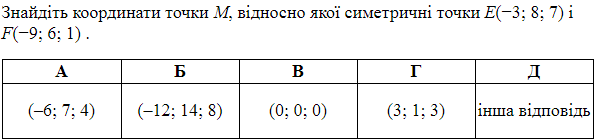 Знайдіть координати точки M, відносно якої симетричні точки E(−3; 8; 7) і
F(−9; 6; 1) .
А Б В Г Д
(–6; 7; 4) (–12; 14; 8) (0; 0; 0) (3; 1; 3) інша відповідь